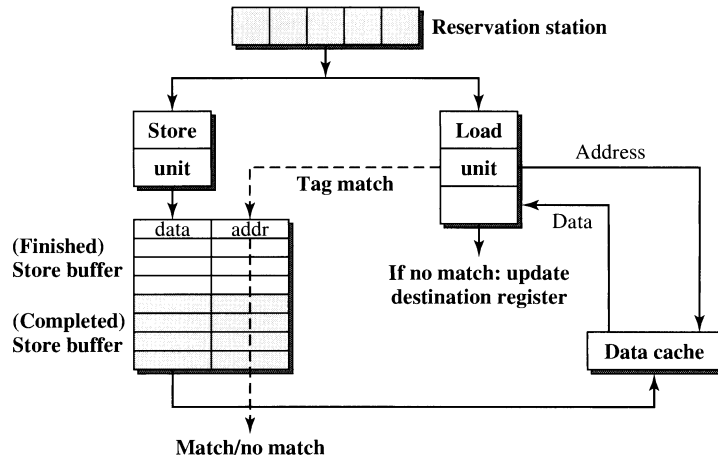 Reservation station
Store
unit
Load
unit
Address
Tag match
Data
data addr
(Finished)
Store buffer
If no match: update
destination register
(Completed)
Store buffer
Data cache
Match/no match